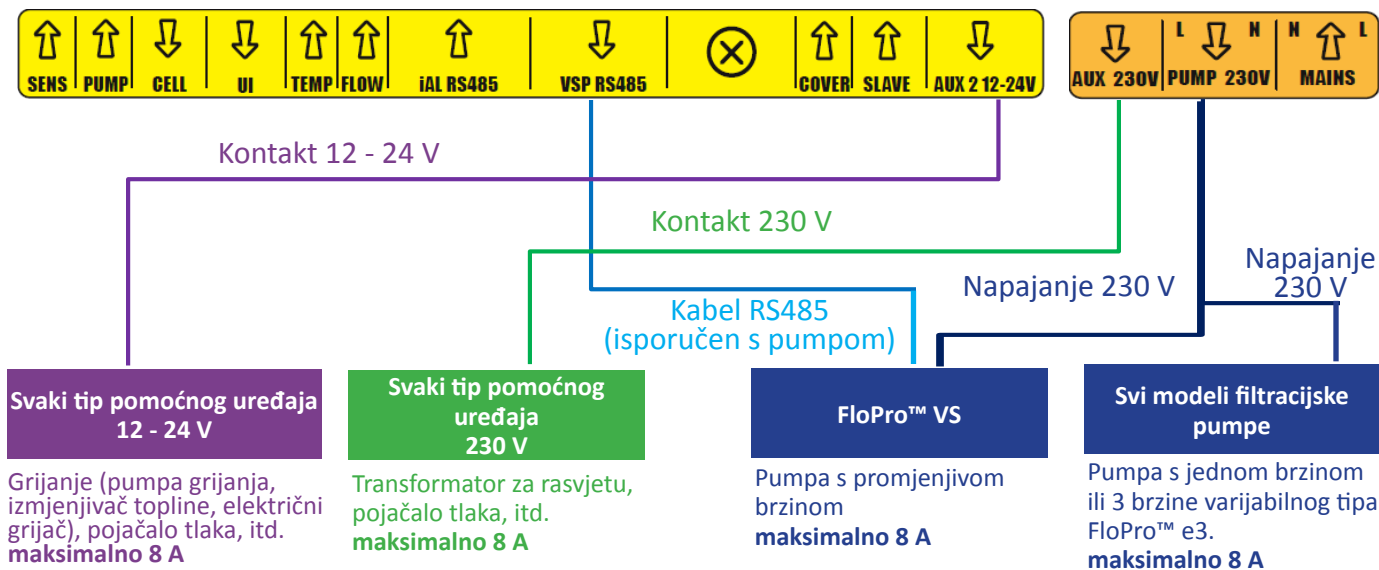 SENS PUMP CELL UI TEMP FLOW iAL RS485 VSP RS485 COVER SLAVE AUX 2 12-24V
L N N L
AUX 230V PUMP 230V MAINS
Kontakt 12 - 24 V
Kontakt 230 V
Kabel RS485
(isporučen s pumpom)
Napajanje 230 V
Napajanje
230 V
Svaki tip pomoćnog uređaja
12 - 24 V
Grijanje (pumpa grijanja,
izmjenjivač topline, električni
grijač), pojačalo tlaka, itd.
maksimalno 8 A
Svaki tip pomoćnog
uređaja
230 V
Transformator za rasvjetu,
pojačalo tlaka, itd.
maksimalno 8 A
FloPro™ VS
Pumpa s promjenjivom
brzinom
maksimalno 8 A
Svi modeli filtracijske
pumpe
Pumpa s jednom brzinom
ili 3 brzine varijabilnog tipa
FloPro™ e3.
maksimalno 8 A